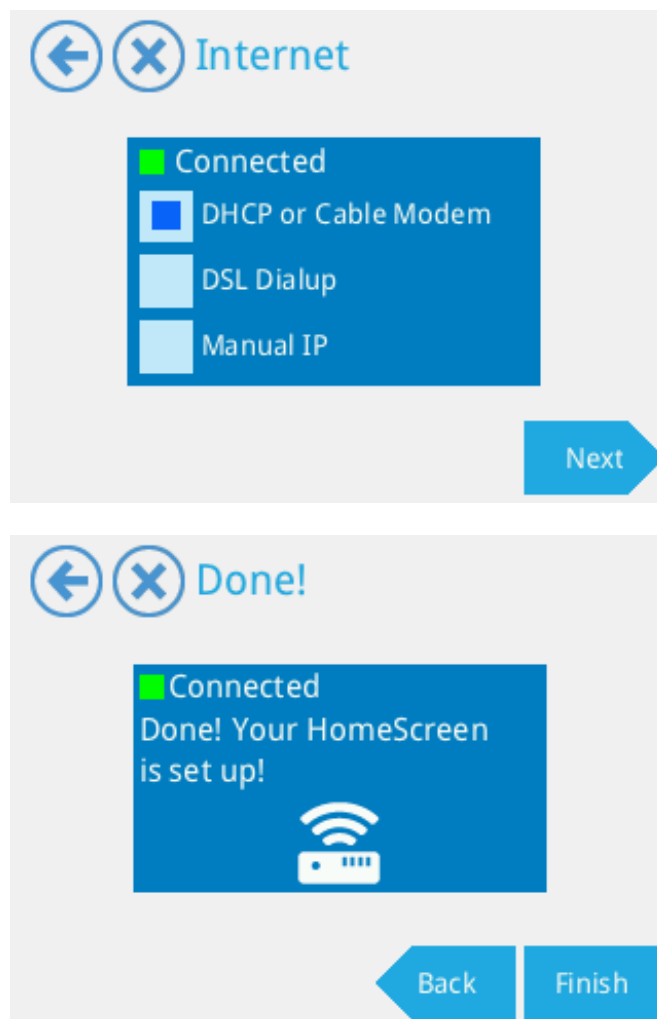 Internet
Connected
DHCP or Cable Modem
DSL Dialup
Manual IP
Next
Done!
Connected
Done! Your HomeScreen
is set up!
Back
Finish